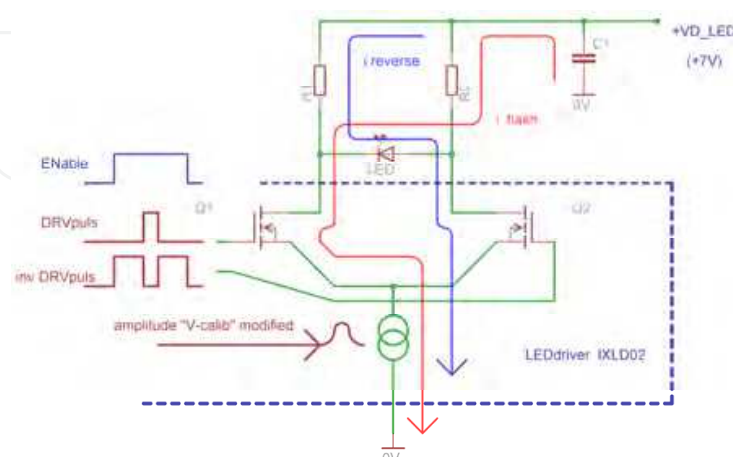 +VD_LED
(+7V)
C1
0V
i reverse
R1
i flash
LED
ENable
Q1
Q2
DRVpuls
inv DRVpuls
amplitude "V-calib" modified
LEDdriver IXLD02
0V